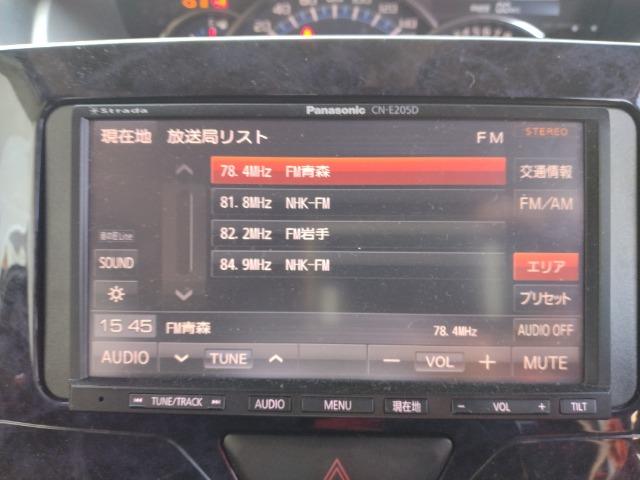 Strada Panasonic CN-E205D
現在地 放送局リスト FM STEREO
78.4MHz FM青森 交通情報
81.8MHz NHK-FM FM/AM
82.2MHz FM岩手
84.9MHz NHK-FM エリア
SOUND
プリセット
15 45 FM青森 78.4MHz AUDIO OFF
AUDIO TUNE − VOL + MUTE
TUNE/TRACK AUDIO MENU 現在地 − VOL + TILT